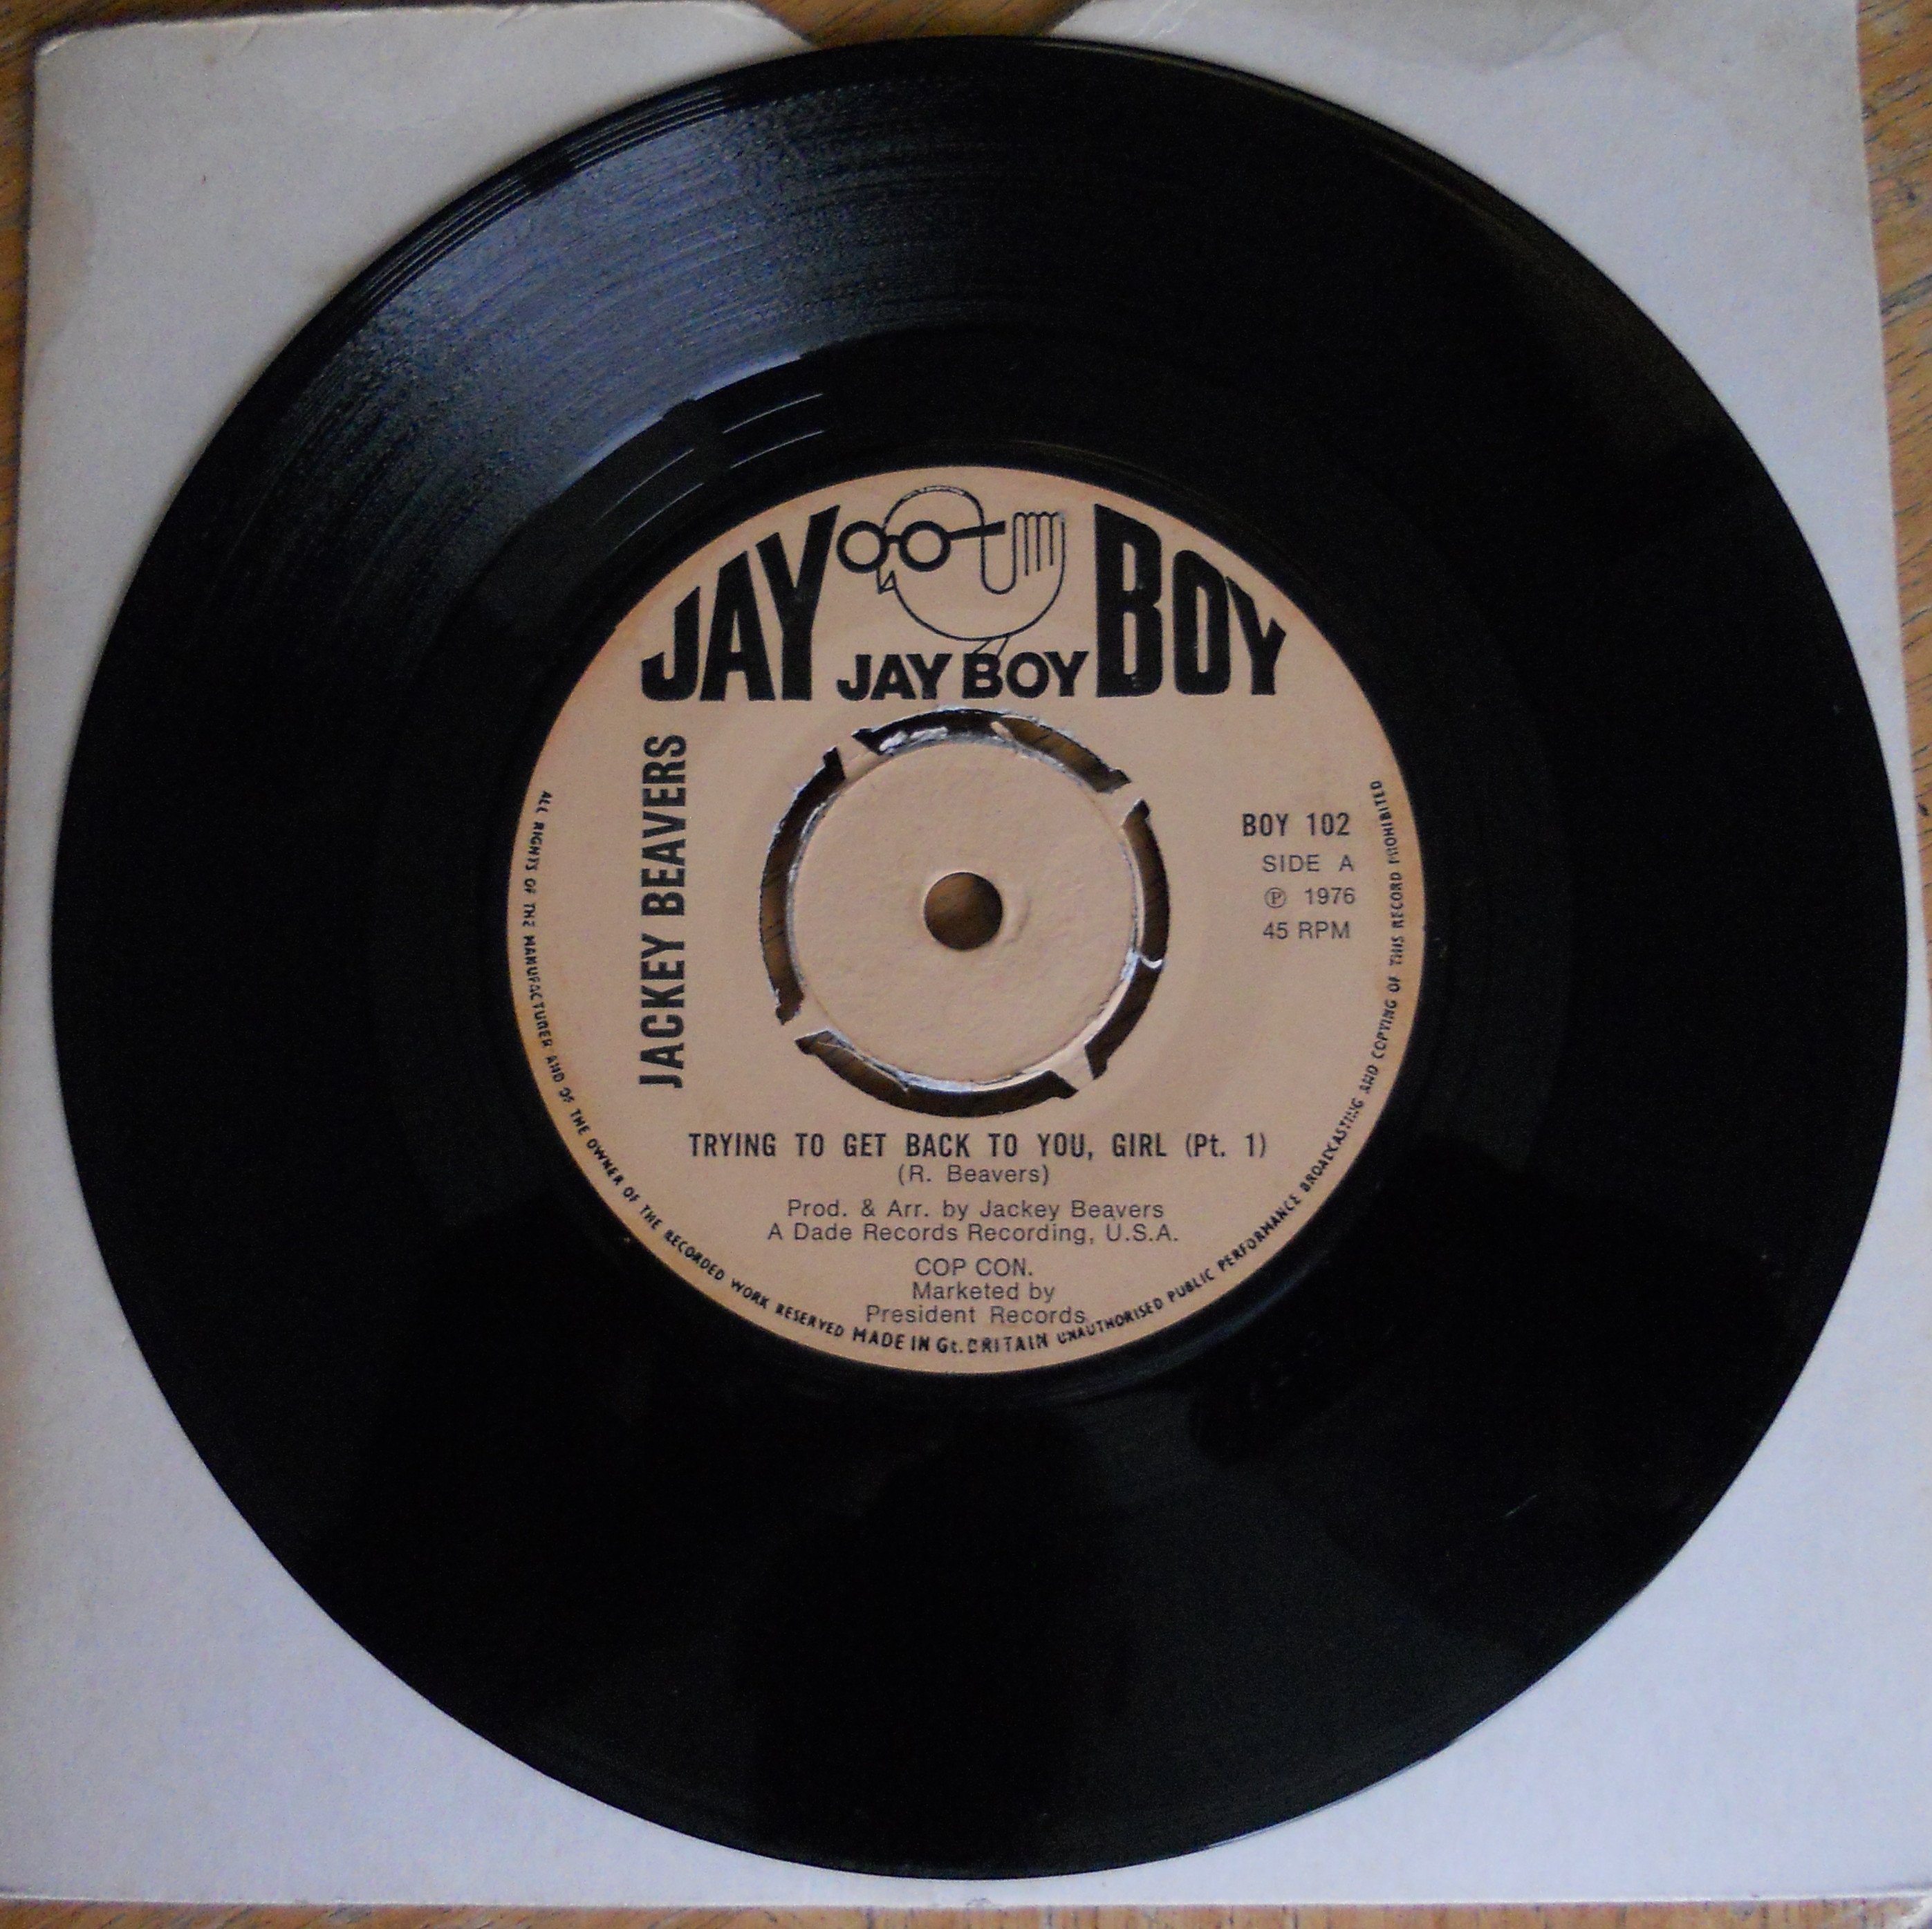 JAY BOY
JAY BOY
JACKEY BEAVERS
BOY 102
SIDE A
Ⓟ 1976
45 RPM
TRYING TO GET BACK TO YOU, GIRL (Pt. 1)
(R. Beavers)
Prod. & Arr. by Jackey Beavers
A Dade Records Recording, U.S.A.
COP CON.
Marketed by
President Records
ALL RIGHTS OF THE MANUFACTURER AND OF THE OWNER OF THE RECORDED WORK RESERVED MADE IN Gt. BRITAIN UNAUTHORISED PUBLIC PERFORMANCE BROADCASTING AND COPYING OF THIS RECORD PROHIBITED